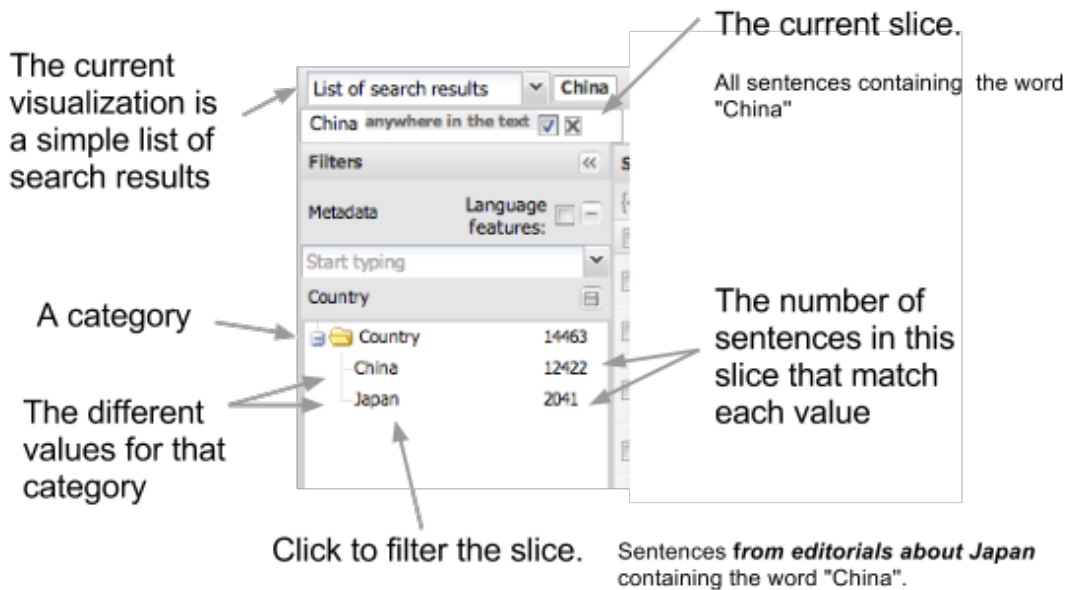 The current slice.
All sentences containing the word
"China"
The current
visualization is
a simple list of
search results
List of search results
China
China anywhere in the text
Filters
S
Metadata
Language
features:
Start typing
Country
A category
Country 14463
China 12422
Japan 2041
The number of
sentences in this
slice that match
each value
The different
values for that
category
Click to filter the slice.
Sentences from editorials about Japan
containing the word "China".